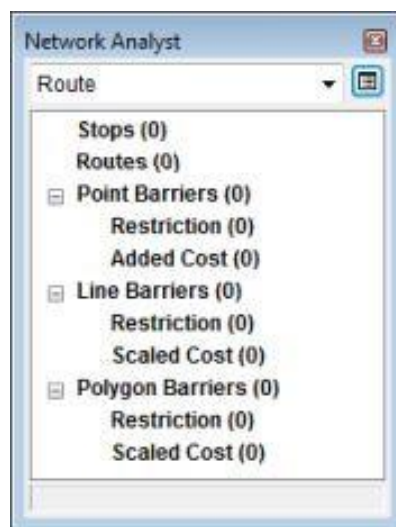 Network Analyst
Route
Stops (0)
Routes (0)
Point Barriers (0)
Restriction (0)
Added Cost (0)
Line Barriers (0)
Restriction (0)
Scaled Cost (0)
Polygon Barriers (0)
Restriction (0)
Scaled Cost (0)